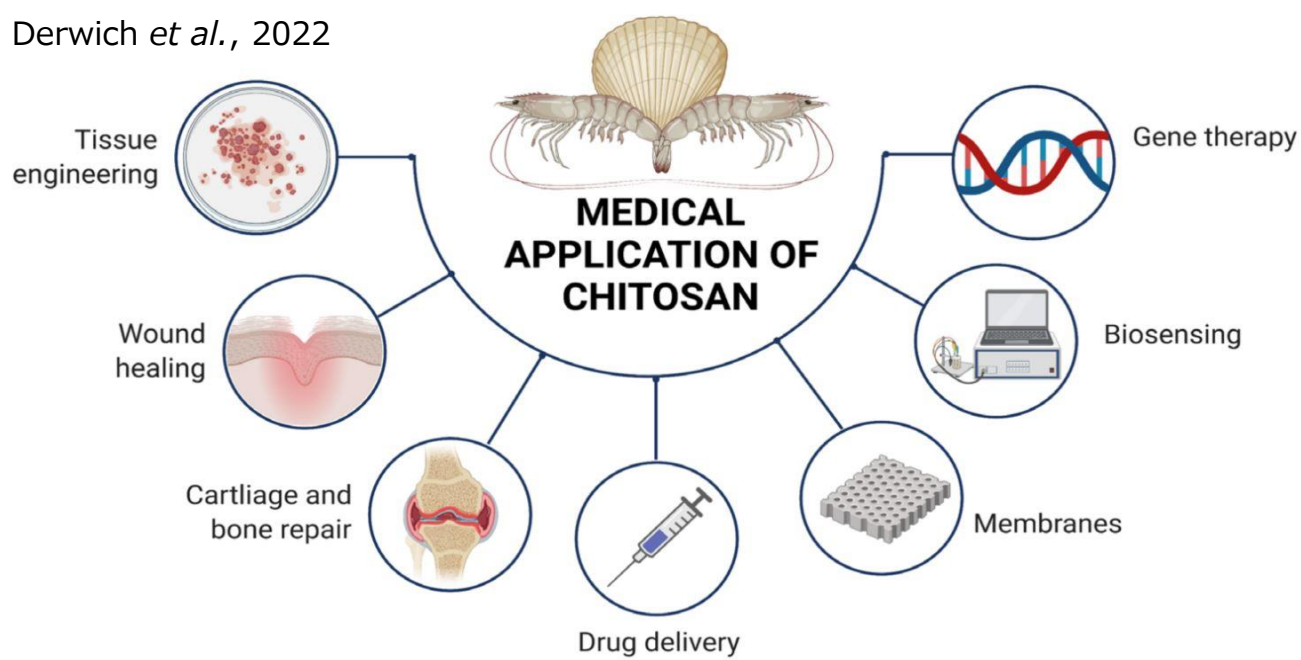 Derwich et al., 2022
MEDICAL
APPLICATION OF
CHITOSAN
Tissue
engineering
Wound
healing
Cartliage and
bone repair
Drug delivery
Membranes
Biosensing
Gene therapy